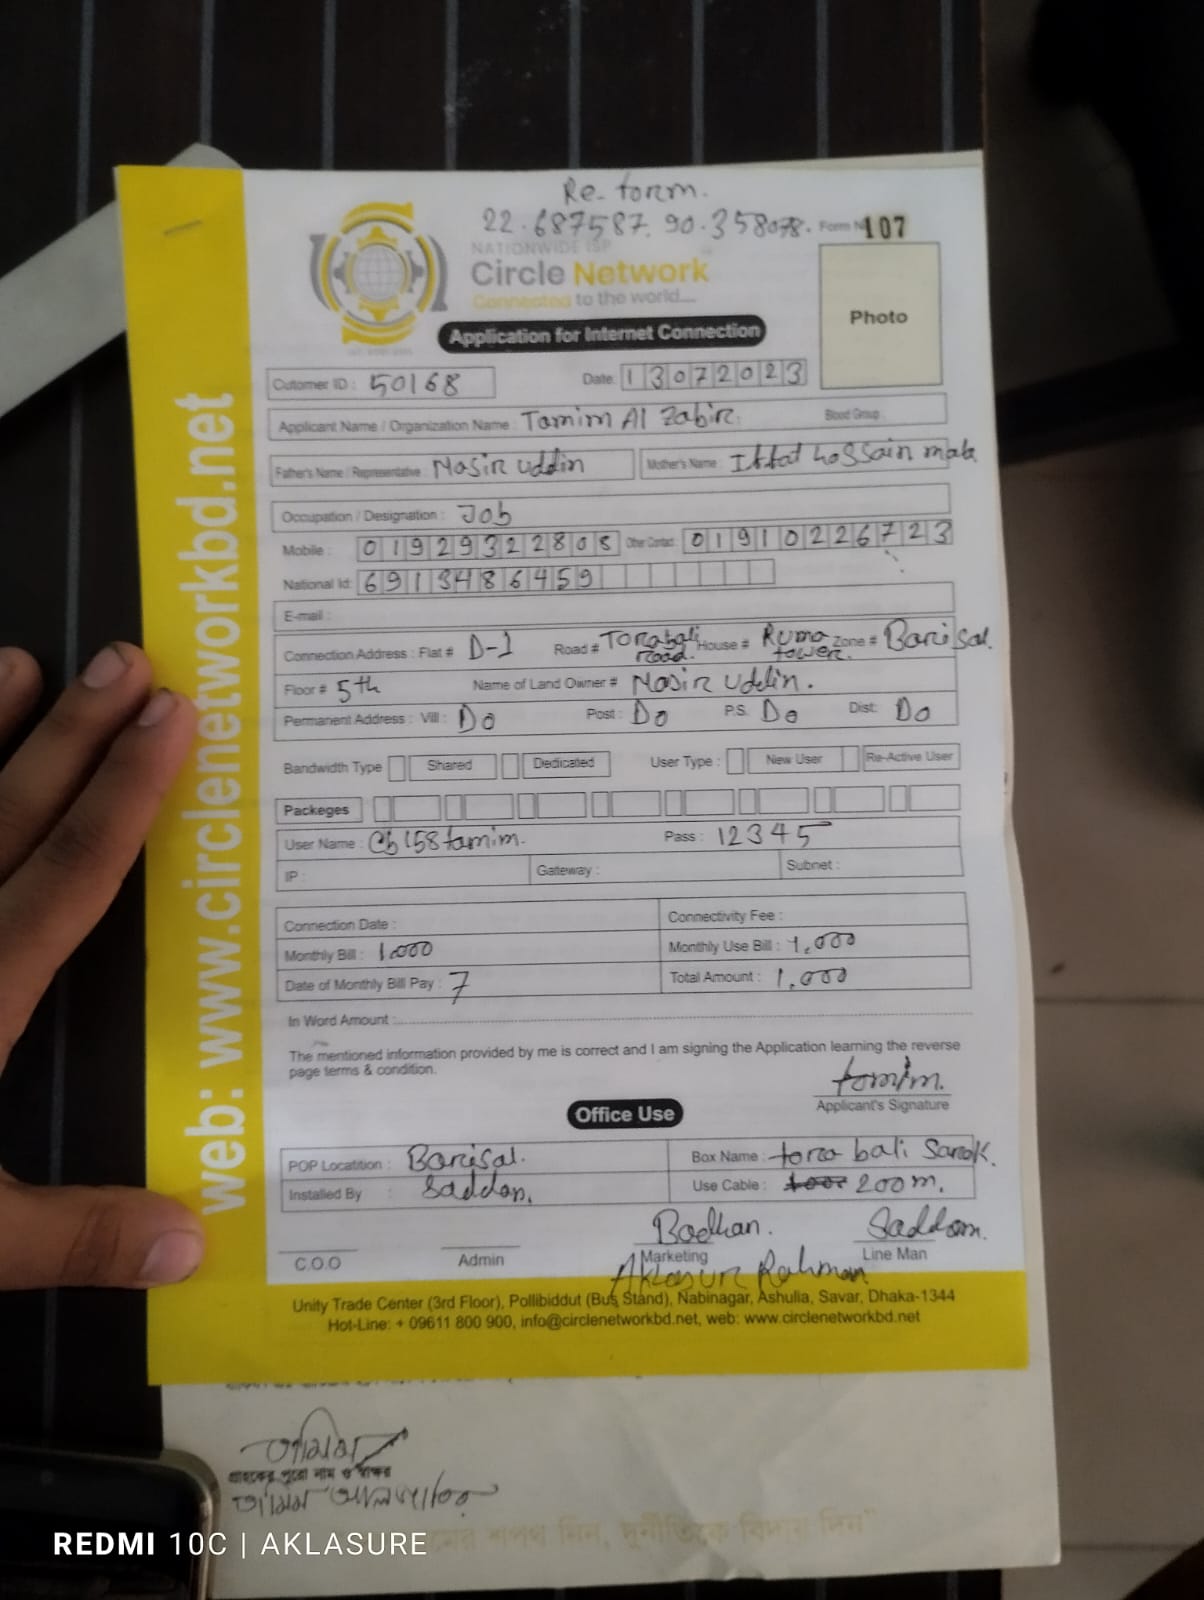 Re-form.
22.687587, 90.358078. Form № 107
NATIONWIDE ISP
Circle Network
Connected to the world....
Photo
Application for Internet Connection
Cutomer ID : 50168 Date: 13072023
Applicant Name / Organization Name : Tamim Al Zabir. Blood Group :
Father's Name / Representative : Nasir uddin Mother's Name : Iffat hossain mala
Occupation / Designation : Job
Mobile : 01929322808 Other Contact: 01910226723
National Id: 6913486459
E-mail :
Connection Address : Flat # D-1 Road # Torabali Road. House # Ruma tower. Zone # Barisal.
Floor # 5th Name of Land Owner # Nasir Uddin.
Permanent Address : Vill : Do Post : Do P.S. Do Dist: Do
Bandwidth Type Shared Dedicated User Type : New User Re-Active User
Packeges
User Name : Cb158tamim. Pass : 12345
IP : Gateway : Subnet :
Connection Date : Connectivity Fee :
Monthly Bill : 1,000 Monthly Use Bill : 1,000
Date of Monthly Bill Pay : 7 Total Amount : 1,000
In Word Amount :
The mentioned information provided by me is correct and I am signing the Application learning the reverse
page terms & condition.
tamim.
Applicant's Signature
Office Use
POP Locatition : Barisal. Box Name : tora bali Sarok.
Installed By : Saddam. Use Cable : 200m.
Bodhan. Saddam.
C.O.O Admin Marketing Line Man
Aklasur Rahman
Unity Trade Center (3rd Floor), Pollibiddut (Bus Stand), Nabinagar, Ashulia, Savar, Dhaka-1344
Hot-Line: + 09611 800 900, info@circlenetworkbd.net, web: www.circlenetworkbd.net
web: www.circlenetworkbd.net
গ্রাহকের পুরো নাম ও স্বাক্ষর
শপথ নিন, দুর্নীতিকে বিদায় দিন"
REDMI 10C | AKLASURE